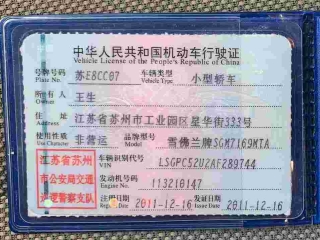 中华人民共和国机动车行驶证
Vehicle License of the People's Republic of China
号牌号码 苏E8CC07 车辆类型 小型轿车
Plate No. Vehicle Type
所有人 王生
Owner
住址 江苏省苏州市工业园区星华街333号
Address
使用性质 非营运 品牌型号 雪佛兰牌SGM7169MTA
Use Character Model
江苏省苏州 车辆识别代号 LSGPC52U2AF289744
VIN
市公安局交通 发动机号码 113210147
Engine No.
巡逻警察支队 注册日期 2011-12-16 发证日期 2011-12-16
Register Date Issue Date